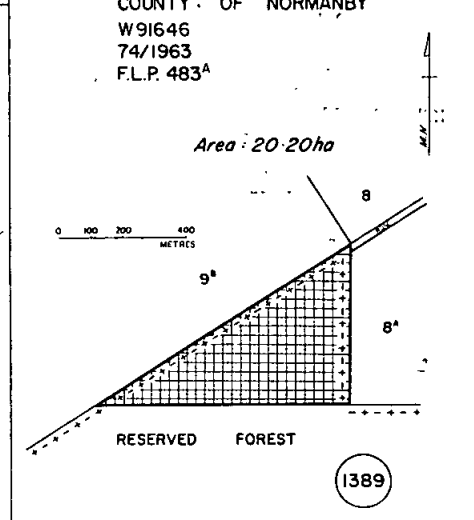 COUNTY OF NORMANBY
W91646
74/1963
F.L.P. 483ᴬ
Area : 20·20ha
M.N
8
0 100 200 400
METRES
9ᴮ
8ᴬ
RESERVED FOREST
1389